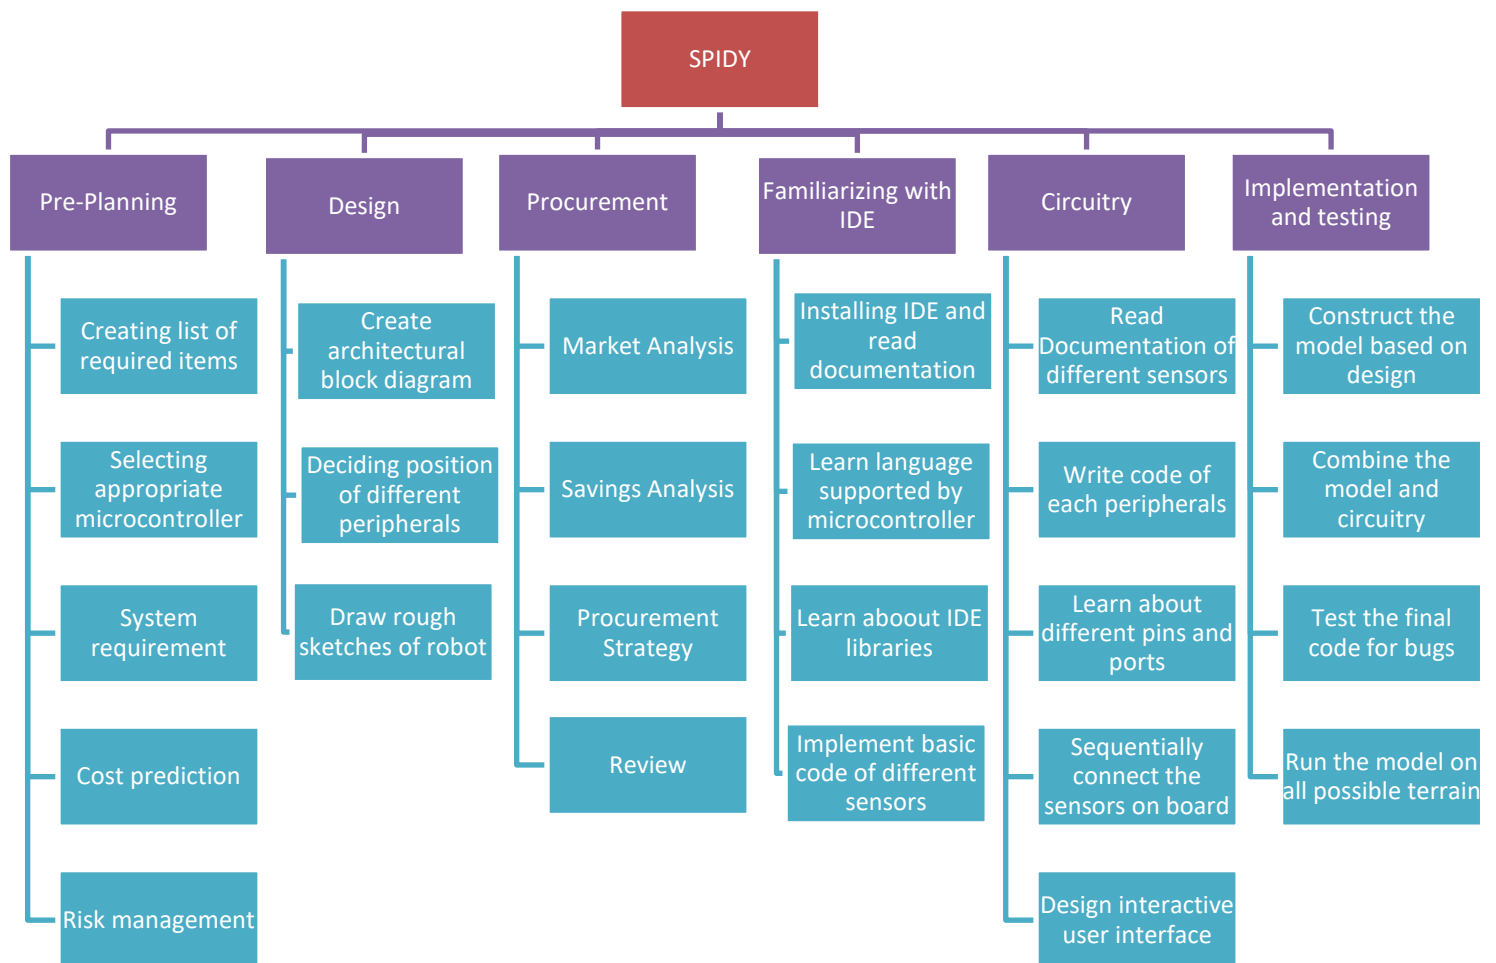 SPIDY
Pre-Planning
Creating list of
required items
Selecting
appropriate
microcontroller
System
requirement
Cost prediction
Risk management
Design
Create
architectural
block diagram
Deciding position
of different
peripherals
Draw rough
sketches of robot
Procurement
Market Analysis
Savings Analysis
Procurement
Strategy
Review
Familiarizing with
IDE
Installing IDE and
read
documentation
Learn language
supported by
microcontroller
Learn aboout IDE
libraries
Implement basic
code of different
sensors
Circuitry
Read
Documentation of
different sensors
Write code of
each peripherals
Learn about
different pins and
ports
Sequentially
connect the
sensors on board
Design interactive
user interface
Implementation
and testing
Construct the
model based on
design
Combine the
model and
circuitry
Test the final
code for bugs
Run the model on
all possible terrain